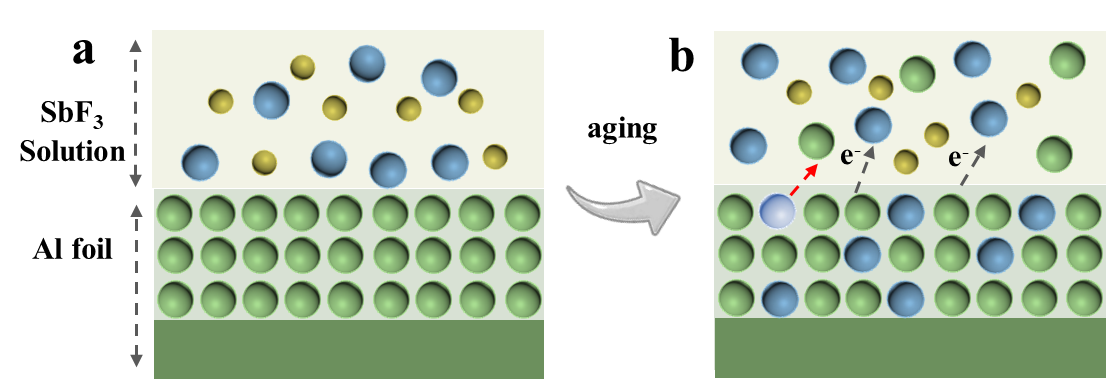 a
SbF₃
Solution
Al foil
aging
b
e⁻
e⁻